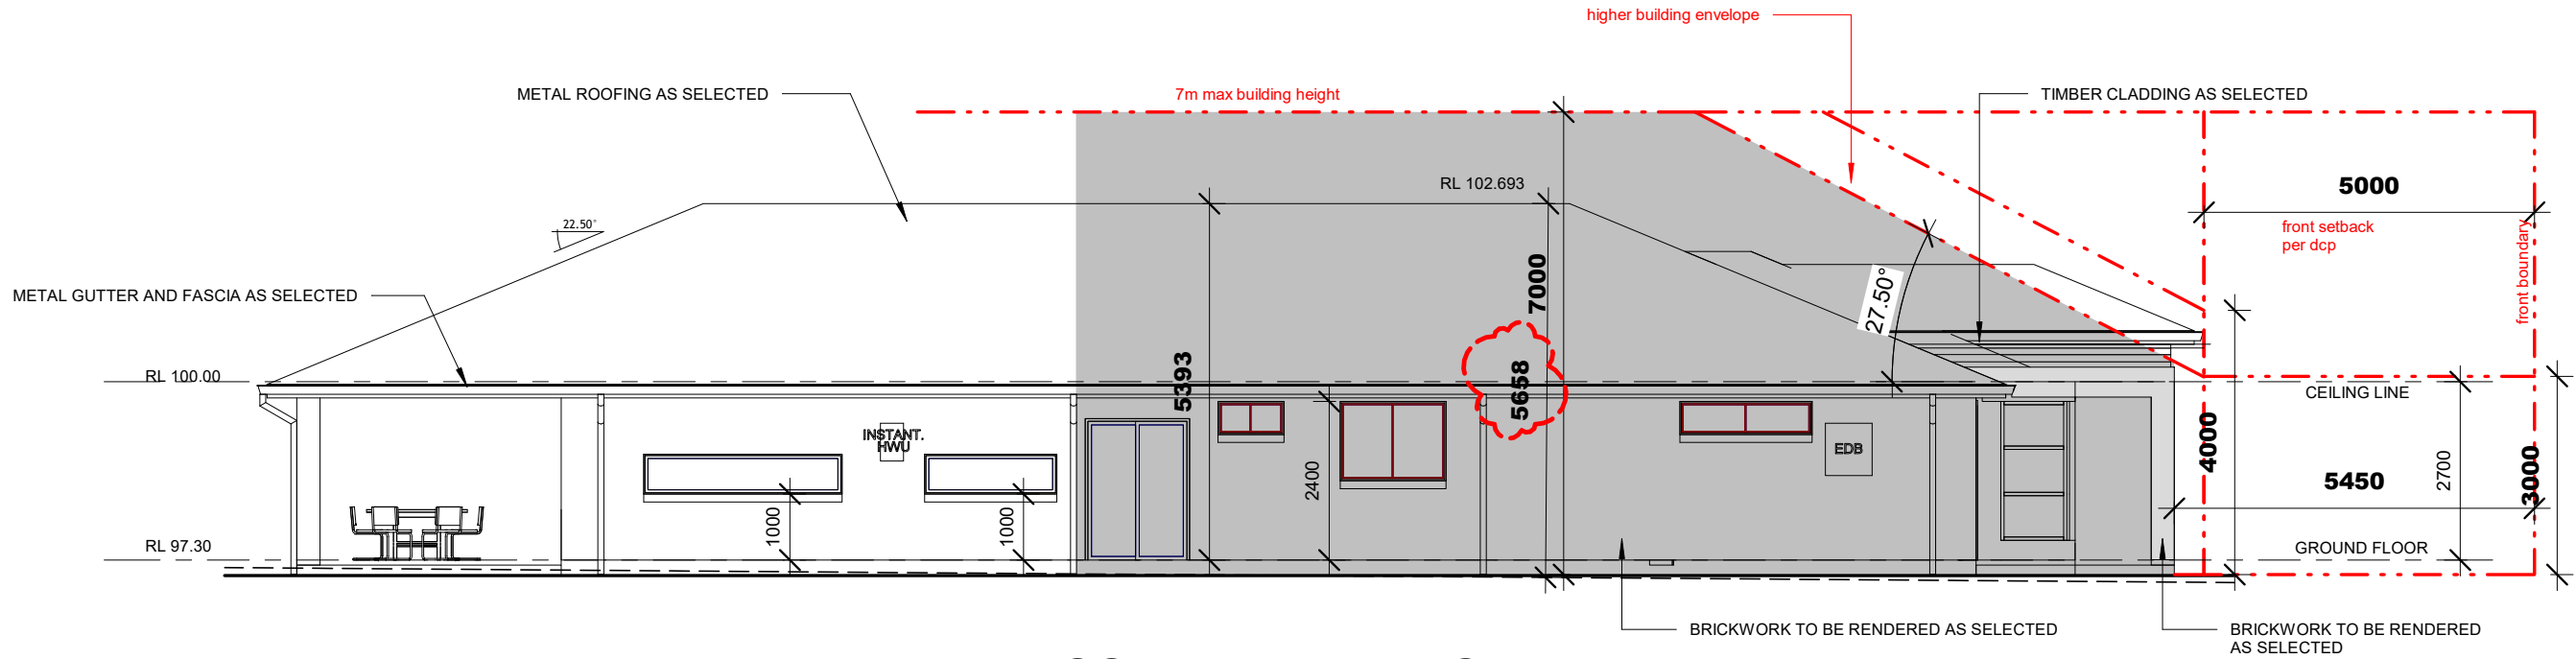 higher building envelope
METAL ROOFING AS SELECTED
7m max building height
TIMBER CLADDING AS SELECTED
RL 102.693
5000
22.50°
front setback
per dcp
front boundary
7000
27.50°
METAL GUTTER AND FASCIA AS SELECTED
RL 100.00
5393
5658
CEILING LINE
INSTANT.
HWU
EDB
4000
2400
5450
2700
3000
1000
1000
RL 97.30
GROUND FLOOR
BRICKWORK TO BE RENDERED AS SELECTED
BRICKWORK TO BE RENDERED
AS SELECTED